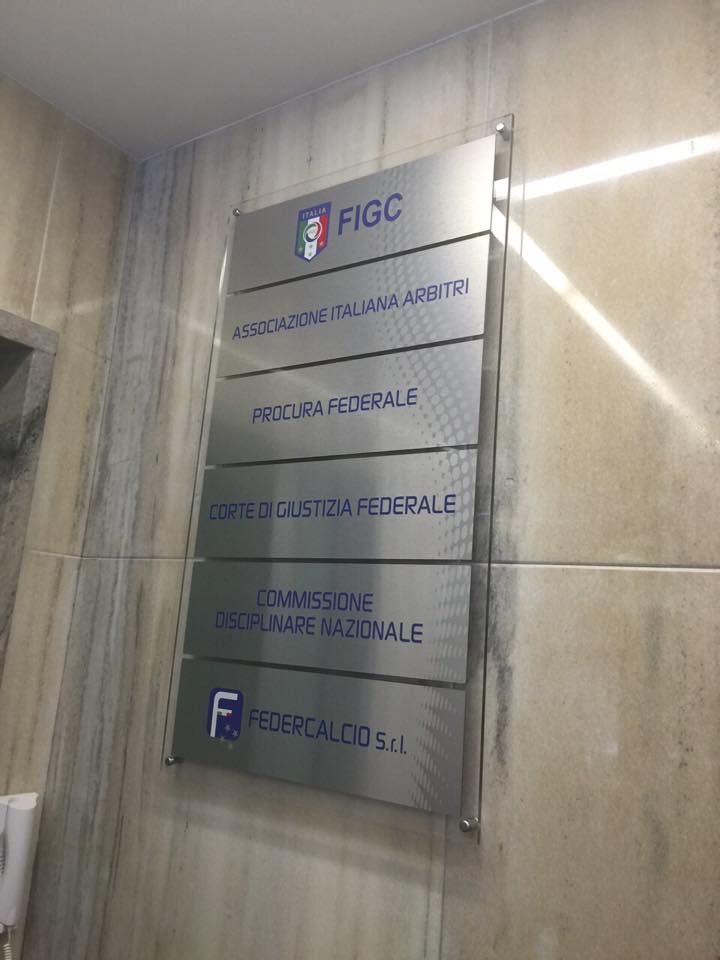 ITALIA
FIGC
ASSOCIAZIONE ITALIANA ARBITRI
PROCURA FEDERALE
CORTE DI GIUSTIZIA FEDERALE
COMMISSIONE
DISCIPLINARE NAZIONALE
F FEDERCALCIO S.r.l.